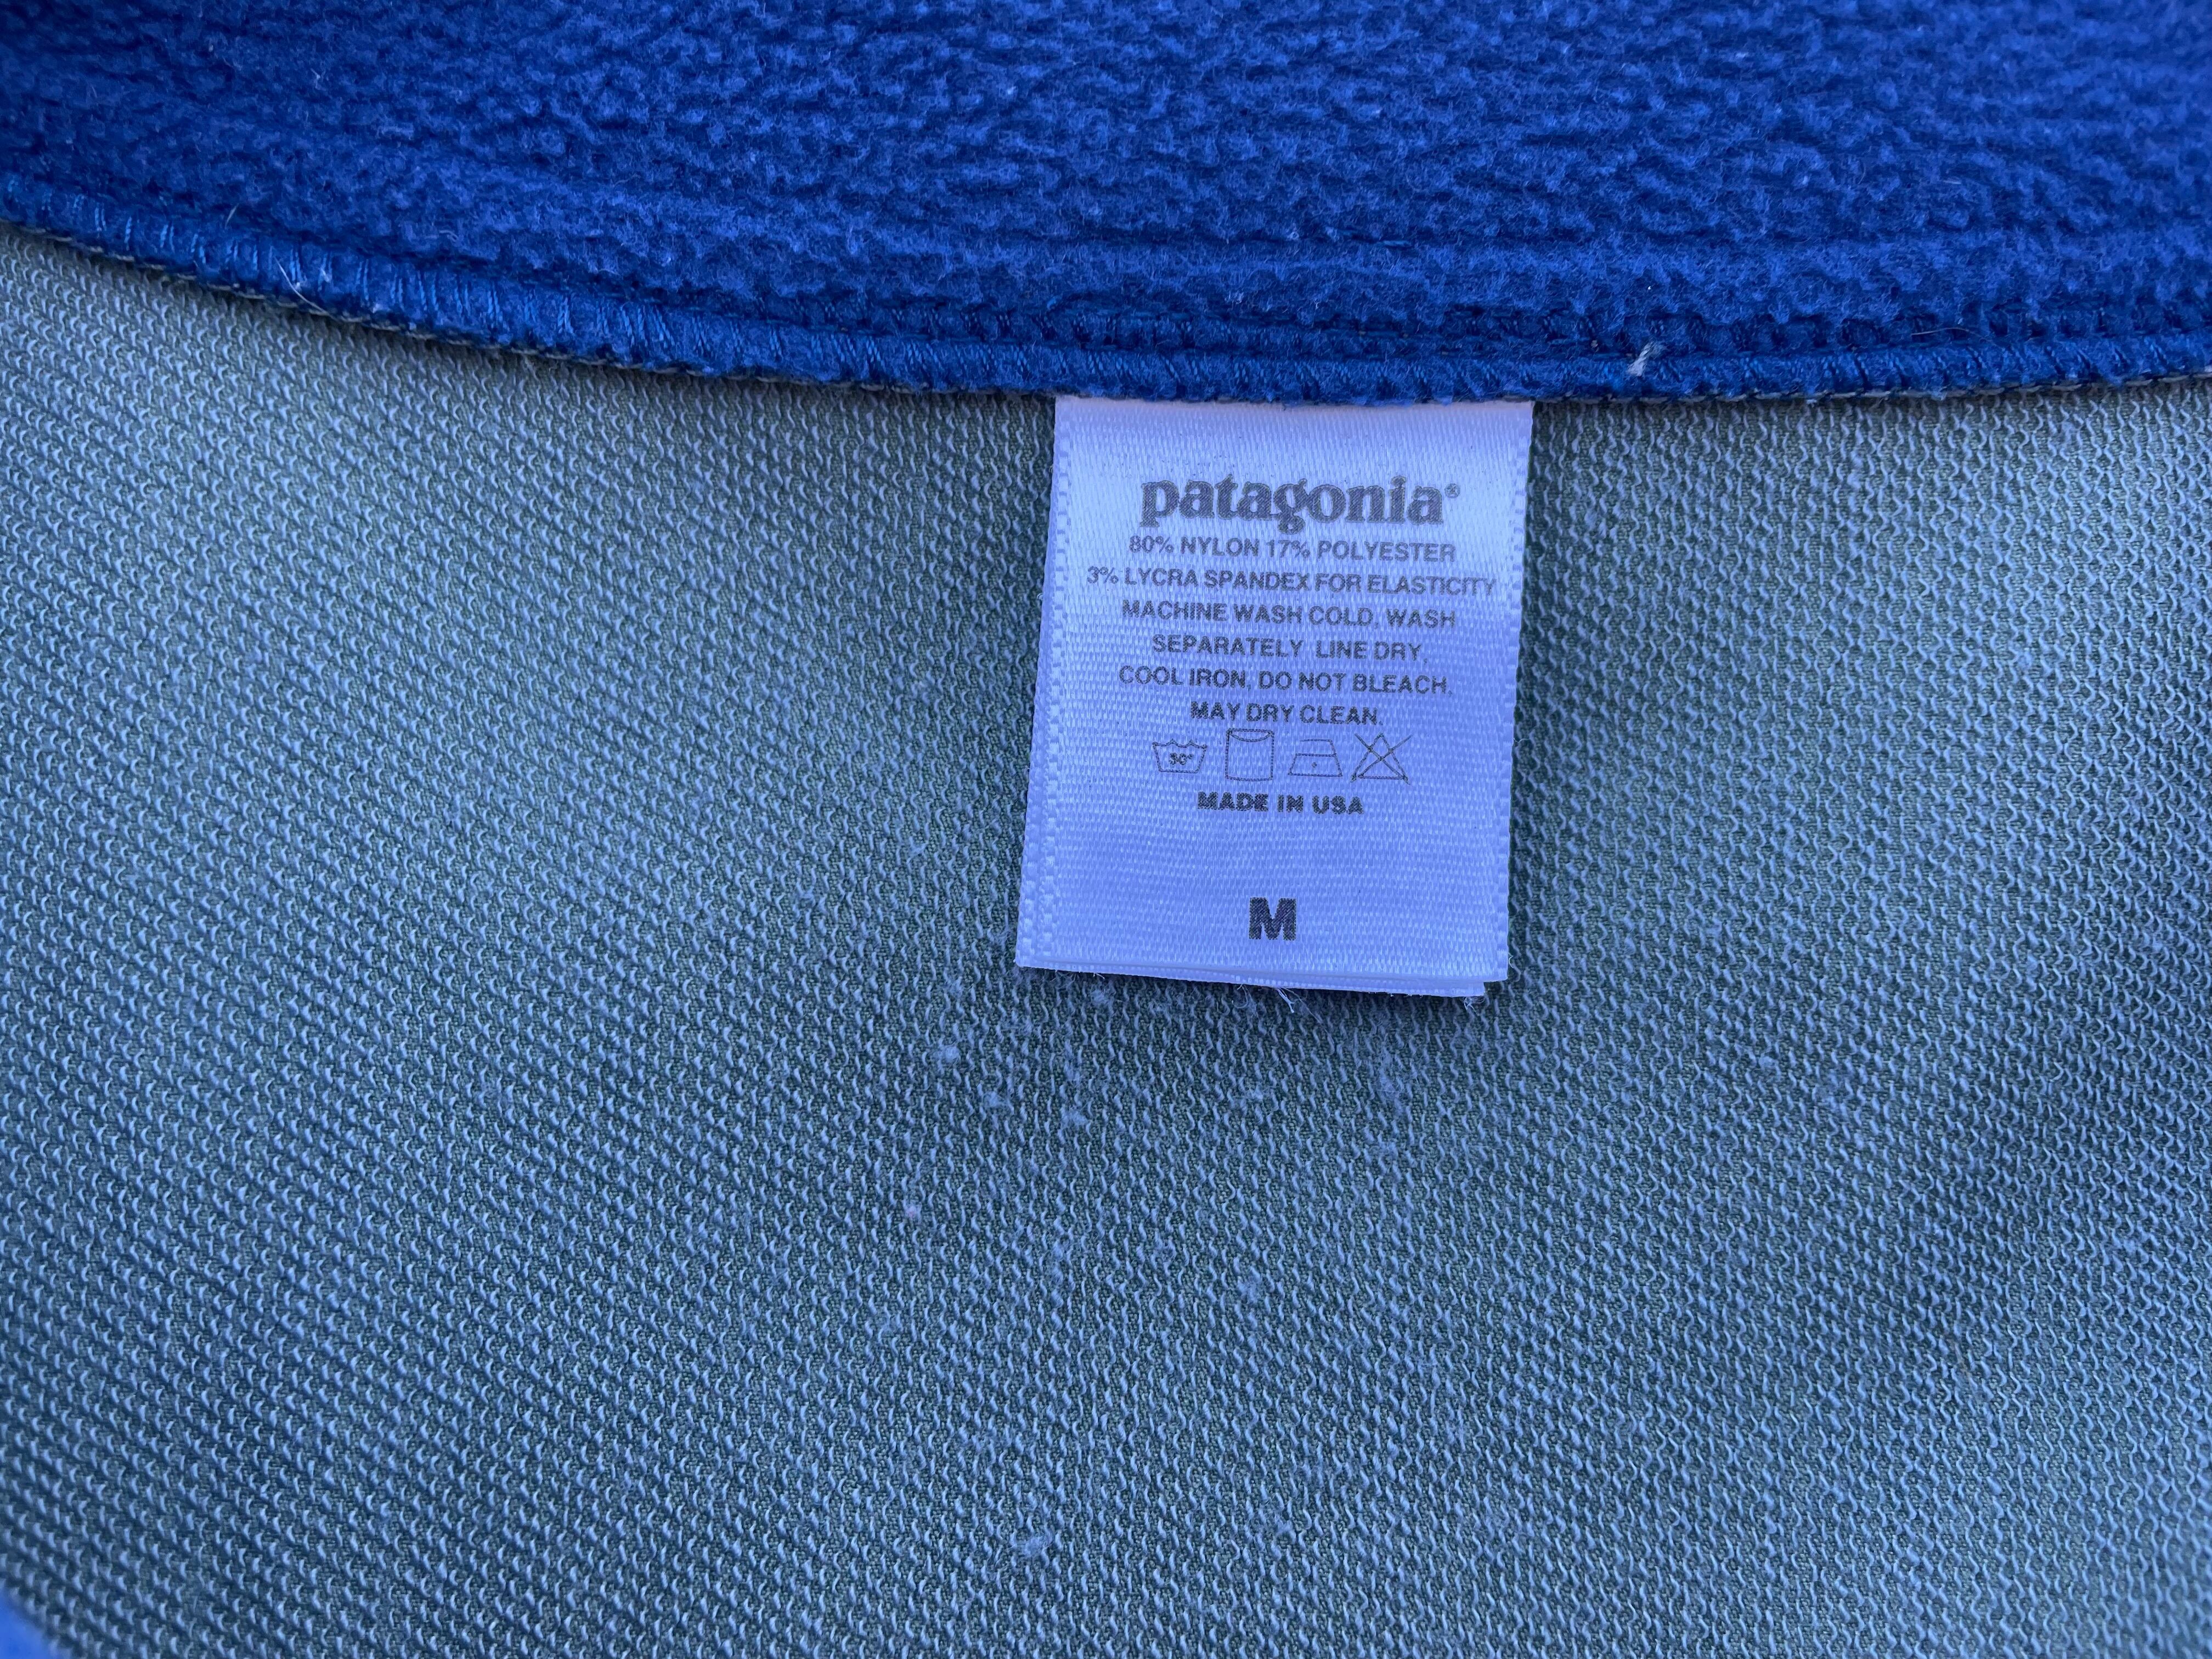 patagonia®
80% NYLON 17% POLYESTER
3% LYCRA SPANDEX FOR ELASTICITY
MACHINE WASH COLD, WASH
SEPARATELY LINE DRY,
COOL IRON, DO NOT BLEACH.
MAY DRY CLEAN.
30°
MADE IN USA
M